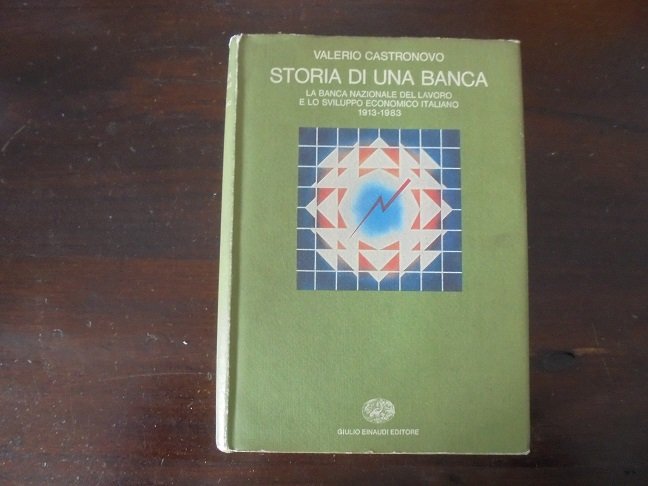 VALERIO CASTRONOVO
STORIA DI UNA BANCA
LA BANCA NAZIONALE DEL LAVORO
E LO SVILUPPO ECONOMICO ITALIANO
1913-1983
GIULIO EINAUDI EDITORE